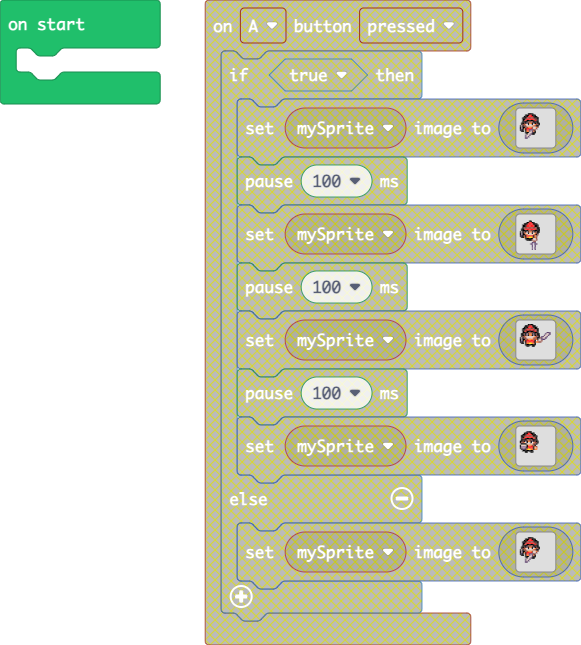 on start
on A button pressed
if true then
set mySprite image to
pause 100 ms
set mySprite image to
pause 100 ms
set mySprite image to
pause 100 ms
set mySprite image to
else
set mySprite image to